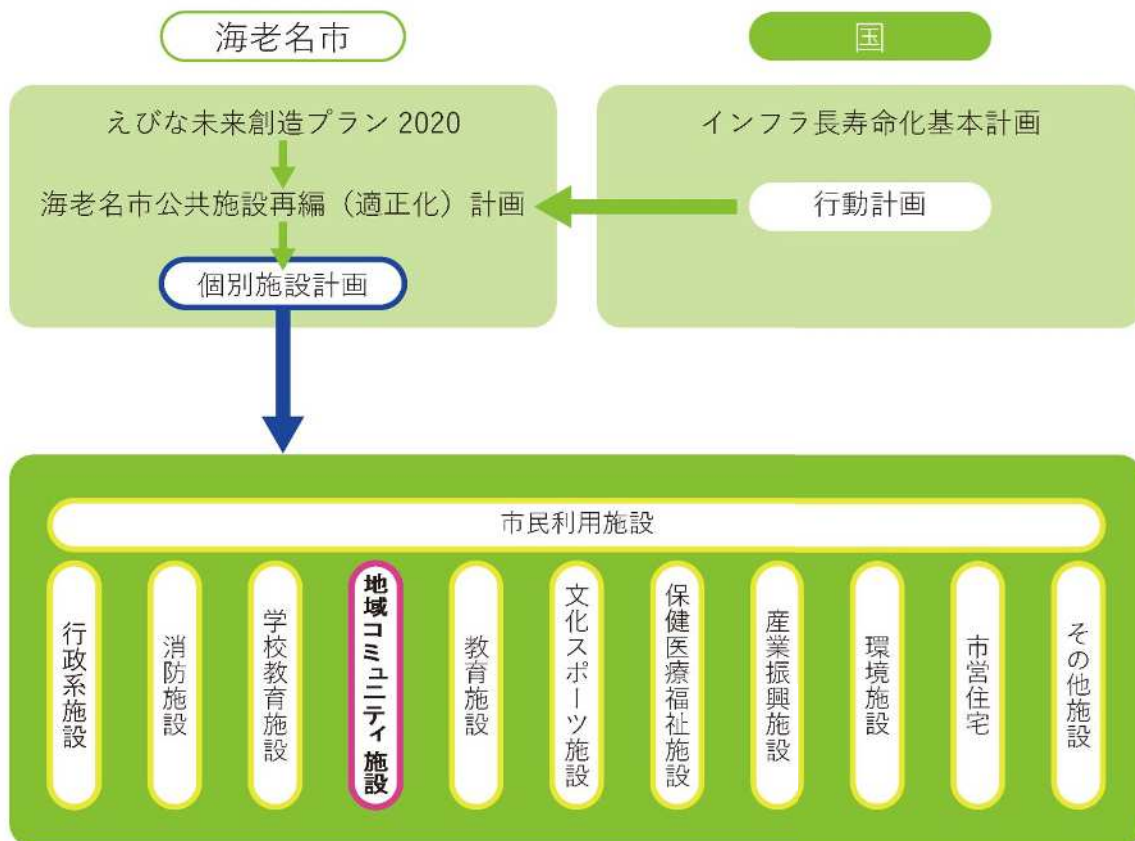 海老名市
国
えびな未来創造プラン 2020
インフラ長寿命化基本計画
海老名市公共施設再編（適正化）計画
行動計画
個別施設計画
市民利用施設
行政系施設
消防施設
学校教育施設
地域コミュニティ施設
教育施設
文化スポーツ施設
保健医療福祉施設
産業振興施設
環境施設
市営住宅
その他施設